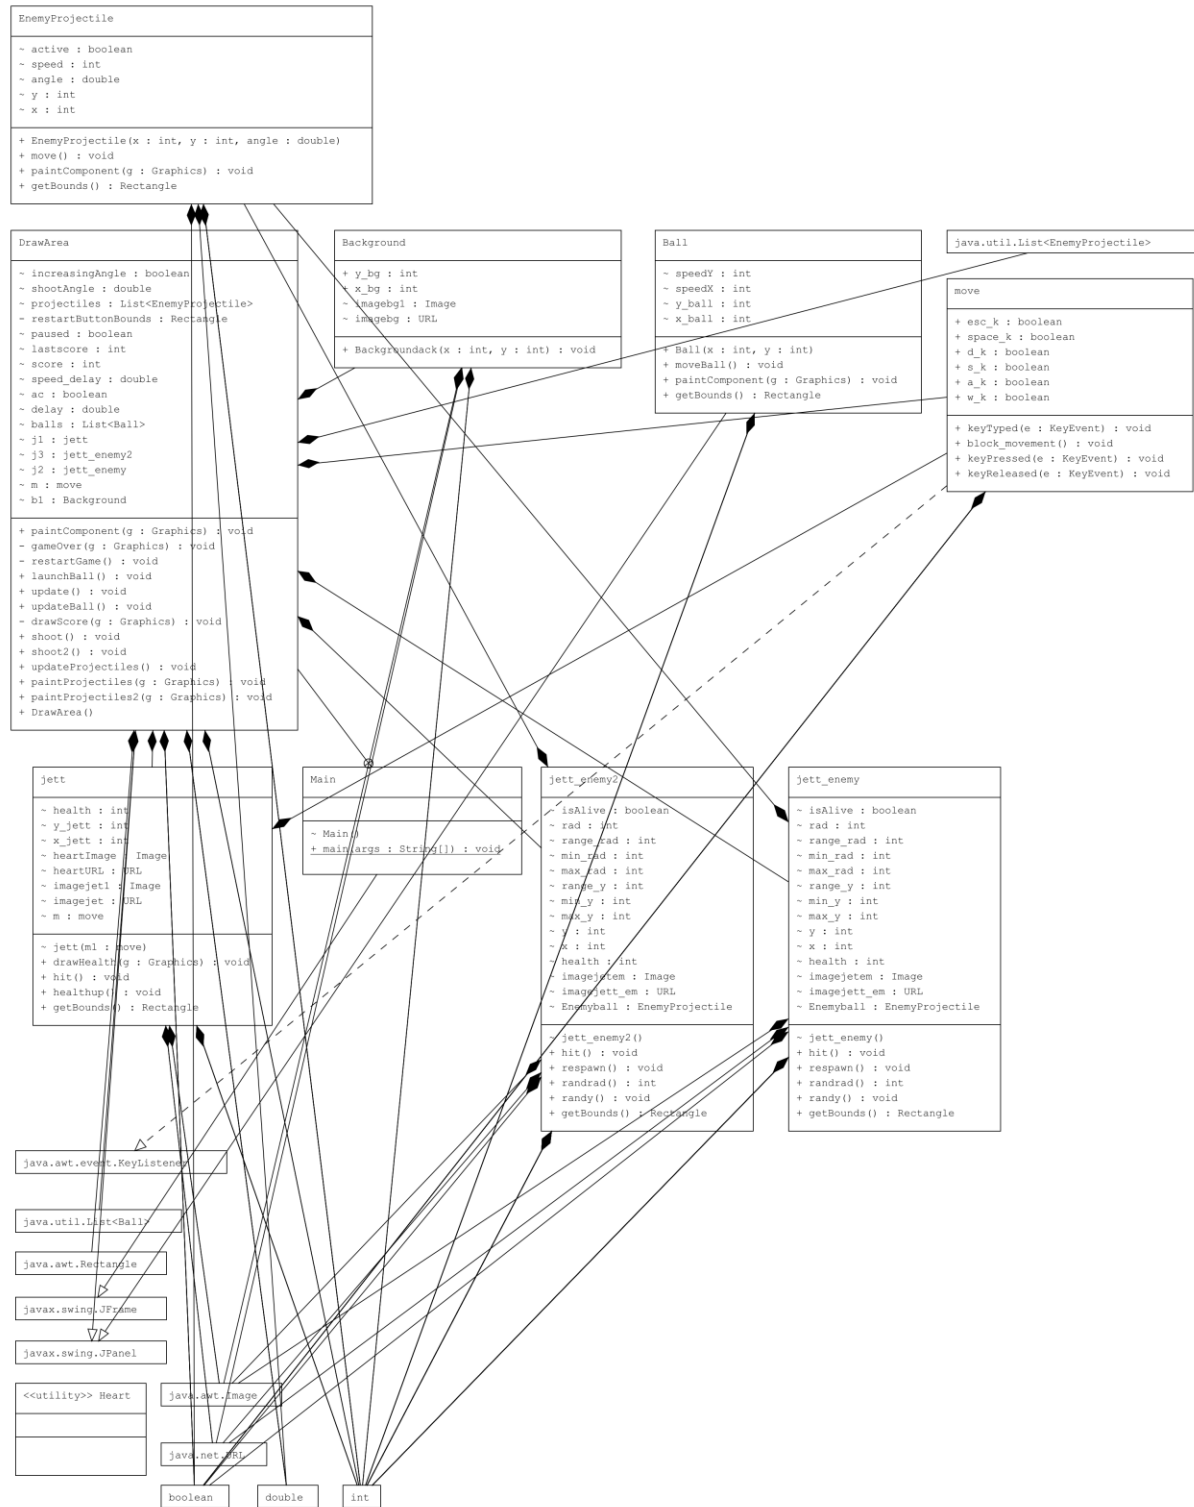 EnemyProjectile
~ active : boolean
~ speed : int
~ angle : double
~ y : int
~ x : int
+ EnemyProjectile(x : int, y : int, angle : double)
+ move() : void
+ paintComponent(g : Graphics) : void
+ getBounds() : Rectangle
DrawArea
~ increasingAngle : boolean
~ shootAngle : double
~ projectiles : List<EnemyProjectile>
- restartButtonBounds : Rectangle
~ paused : boolean
~ lastscore : int
~ score : int
~ speed_delay : double
~ ac : boolean
~ delay : double
~ balls : List<Ball>
~ j1 : jett
~ j3 : jett_enemy2
~ j2 : jett_enemy
~ m : move
~ b1 : Background
+ paintComponent(g : Graphics) : void
- gameOver(g : Graphics) : void
- restartGame() : void
+ launchBall() : void
+ update() : void
+ updateBall() : void
- drawScore(g : Graphics) : void
+ shoot() : void
+ shoot2() : void
+ updateProjectiles() : void
+ paintProjectiles(g : Graphics) : void
+ paintProjectiles2(g : Graphics) : void
+ DrawArea()
Background
+ y_bg : int
+ x_bg : int
~ imagebg1 : Image
~ imagebg : URL
+ Backgroundack(x : int, y : int) : void
Ball
~ speedY : int
~ speedX : int
~ y_ball : int
~ x_ball : int
+ Ball(x : int, y : int)
+ moveBall() : void
+ paintComponent(g : Graphics) : void
+ getBounds() : Rectangle
java.util.List<EnemyProjectile>
move
+ esc_k : boolean
+ space_k : boolean
+ d_k : boolean
+ s_k : boolean
+ a_k : boolean
+ w_k : boolean
+ keyTyped(e : KeyEvent) : void
+ block_movement() : void
+ keyPressed(e : KeyEvent) : void
+ keyReleased(e : KeyEvent) : void
jett
~ health : int
~ y_jett : int
~ x_jett : int
~ heartImage : Image
~ heartURL : URL
~ imagejet1 : Image
~ imagejet : URL
~ m : move
~ jett(m1 : move)
+ drawHealth(g : Graphics) : void
+ hit() : void
+ healthup() : void
+ getBounds() : Rectangle
Main
~ Main()
+ main(args : String[]) : void
jett_enemy2
~ isAlive : boolean
~ rad : int
~ range_rad : int
~ min_rad : int
~ max_rad : int
~ range_y : int
~ min_y : int
~ max_y : int
~ y : int
~ x : int
~ health : int
~ imagejetem : Image
~ imagejett_em : URL
~ Enemyball : EnemyProjectile
~ jett_enemy2()
+ hit() : void
+ respawn() : void
+ randrad() : int
+ randy() : void
+ getBounds() : Rectangle
jett_enemy
~ isAlive : boolean
~ rad : int
~ range_rad : int
~ min_rad : int
~ max_rad : int
~ range_y : int
~ min_y : int
~ max_y : int
~ y : int
~ x : int
~ health : int
~ imagejetem : Image
~ imagejett_em : URL
~ Enemyball : EnemyProjectile
~ jett_enemy()
+ hit() : void
+ respawn() : void
+ randrad() : int
+ randy() : void
+ getBounds() : Rectangle
java.awt.event.KeyListener
java.util.List<Ball>
java.awt.Rectangle
javax.swing.JFrame
javax.swing.JPanel
<<utility>> Heart
java.awt.Image
java.net.URL
boolean
double
int